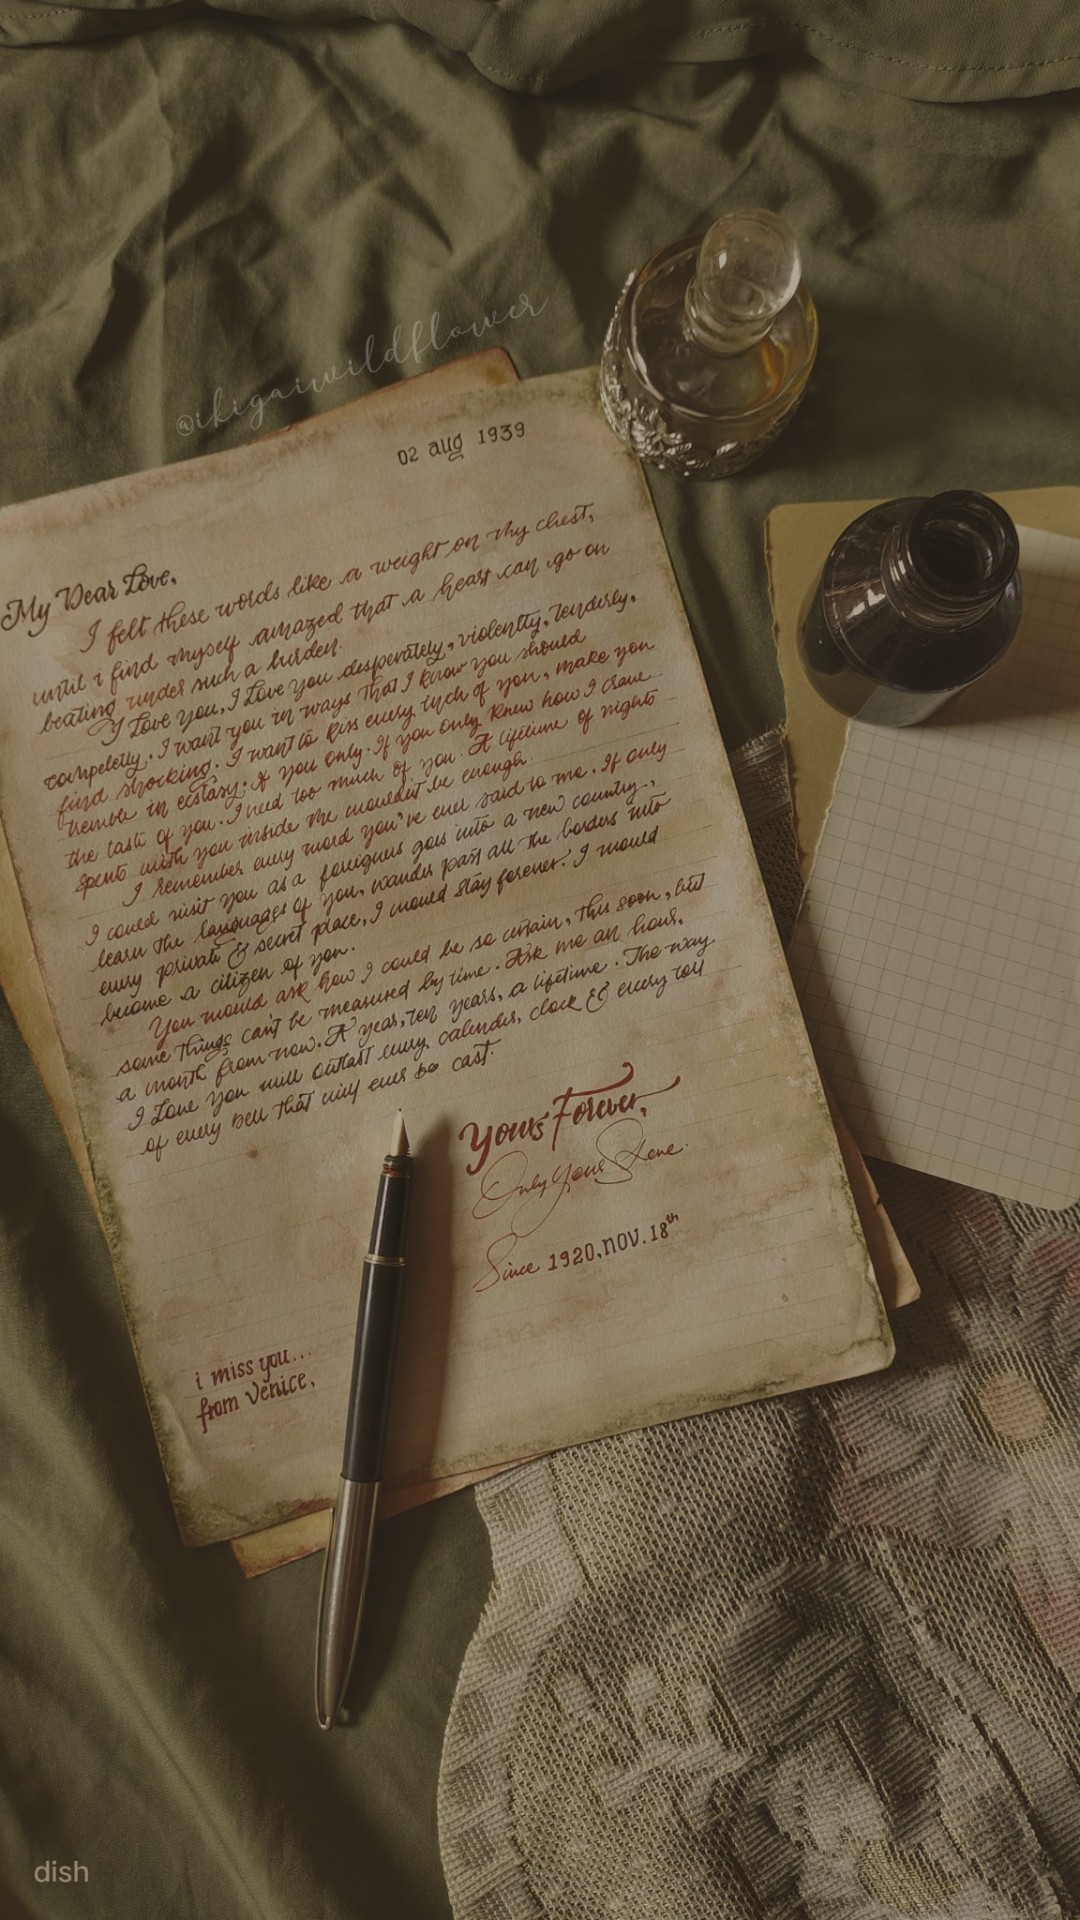 @ikigaiwildflower
02 aug 1939
My Dear Love,
I felt these words like a weight on my chest,
until i find myself amazed that a heart can go on
beating under such a burden.
I Love you, I Love you desperately, violently, Tenderly,
compeletly. I want you in ways That I know you should
find shocking. I want to kiss every inch of you, make you
tremble in ecstasy. If you only. If you only knew how I crave
the taste of you. I need too much of you. A lifetime of nights
spent with you inside me wouldn't be enough.
I remember every word you've ever said to me. If only
I could visit you as a foreigners goes into a new country,
learn the languages of you, wander past all the borders into
every private & secret place, I would stay forever. I would
become a citizen of you.
You would ask how I could be so certain, this soon, but
some Things can't be measured by time. Ask me an hour,
a month from now. A year, ten years, a lifetime. The way
I Love you will outlast every calender, clock & every toll
of every bell that will ever be cast.
Yours Forever,
Only Yours
Since 1920, NOV. 18th
i miss you...
from Venice,
dish